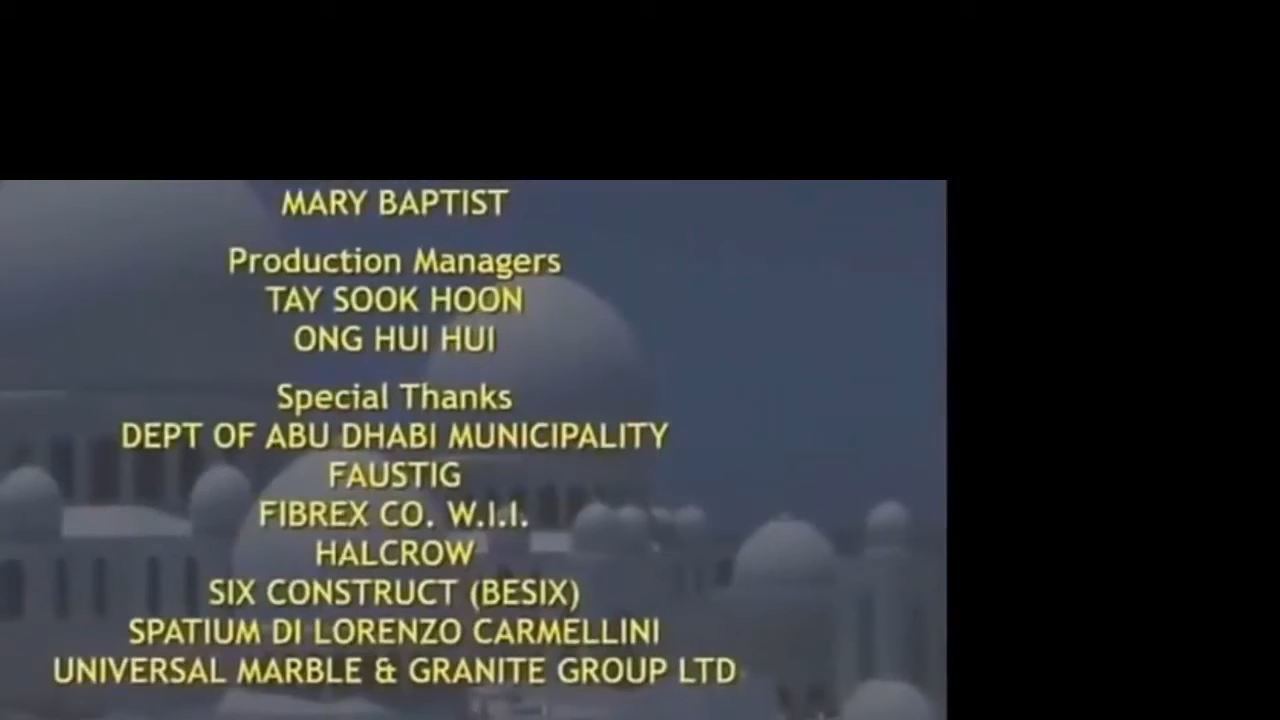 MARY BAPTIST
Production Managers
TAY SOOK HOON
ONG HUI HUI
Special Thanks
DEPT OF ABU DHABI MUNICIPALITY
FAUSTIG
FIBREX CO. W.I.I.
HALCROW
SIX CONSTRUCT (BESIX)
SPATIUM DI LORENZO CARMELLINI
UNIVERSAL MARBLE & GRANITE GROUP LTD